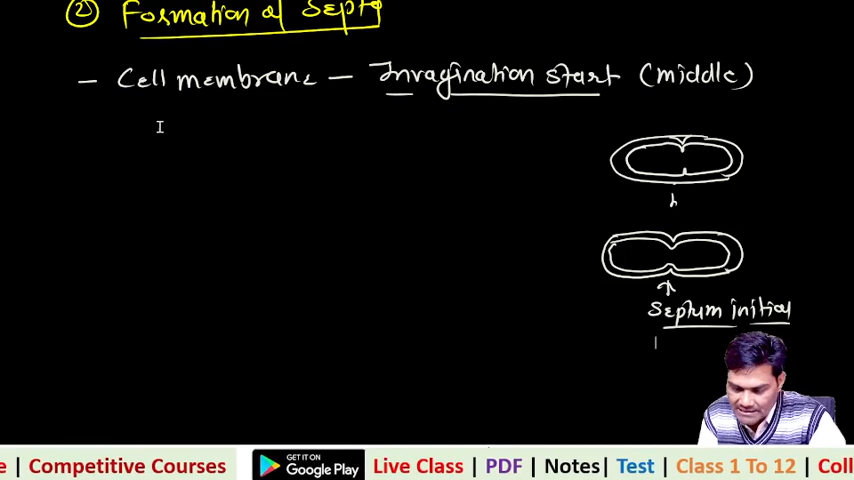 ② Formation of Septa
- Cell membrane - Invagination start (middle)
Septum initial
e | Competitive Courses
GET IT ON
Google Play
Live Class | PDF | Notes | Test | Class 1 To 12 | Coll